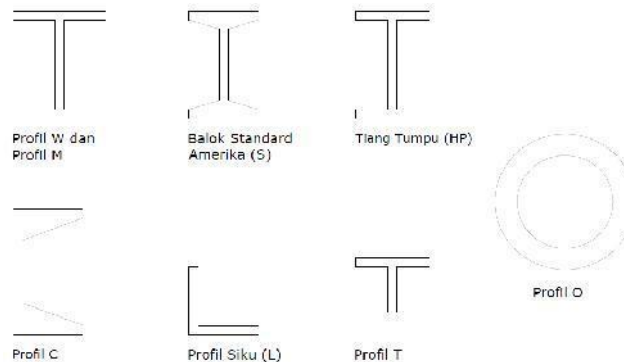 Profil W dan
Profil M
Balok Standard
Amerika (S)
Tiang Tumpu (HP)
Profil O
Profil C
Profil Siku (L)
Profil T